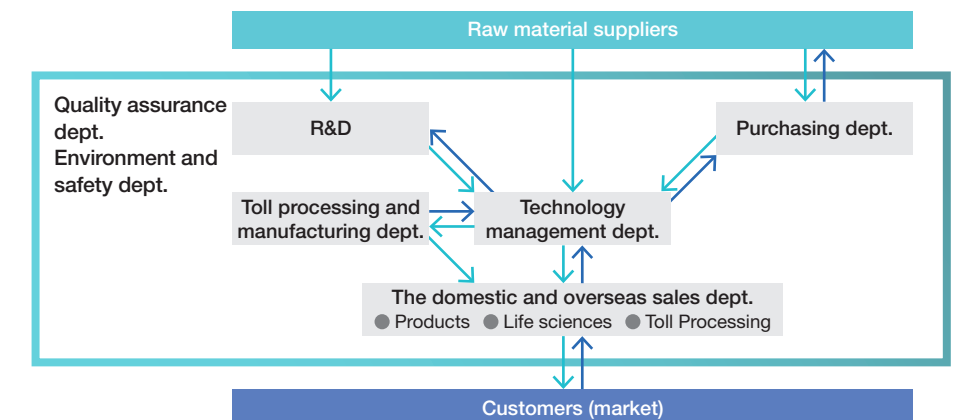 Raw material suppliers
Quality assurance
dept.
Environment and
safety dept.
R&D
Purchasing dept.
Toll processing and
manufacturing dept.
Technology
management dept.
The domestic and overseas sales dept.
● Products ● Life sciences ● Toll Processing
Customers (market)